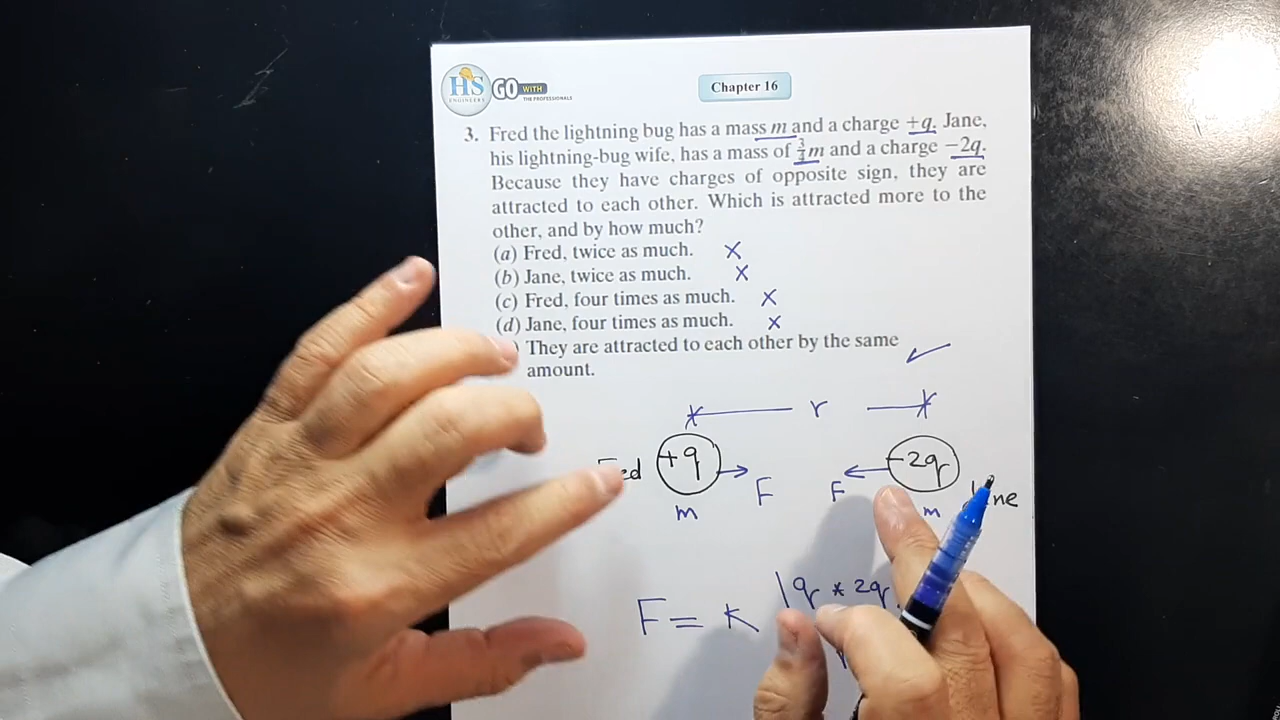 HS GO WITH
ENGINEERS THE PROFESSIONALS
Chapter 16
3. Fred the lightning bug has a mass m and a charge +q. Jane,
his lightning-bug wife, has a mass of 3/4 m and a charge −2q.
Because they have charges of opposite sign, they are
attracted to each other. Which is attracted more to the
other, and by how much?
(a) Fred, twice as much. X
(b) Jane, twice as much. X
(c) Fred, four times as much. X
(d) Jane, four times as much. X
) They are attracted to each other by the same ✓
amount.
r
+q F F −2q
m m
F = K |q * 2q